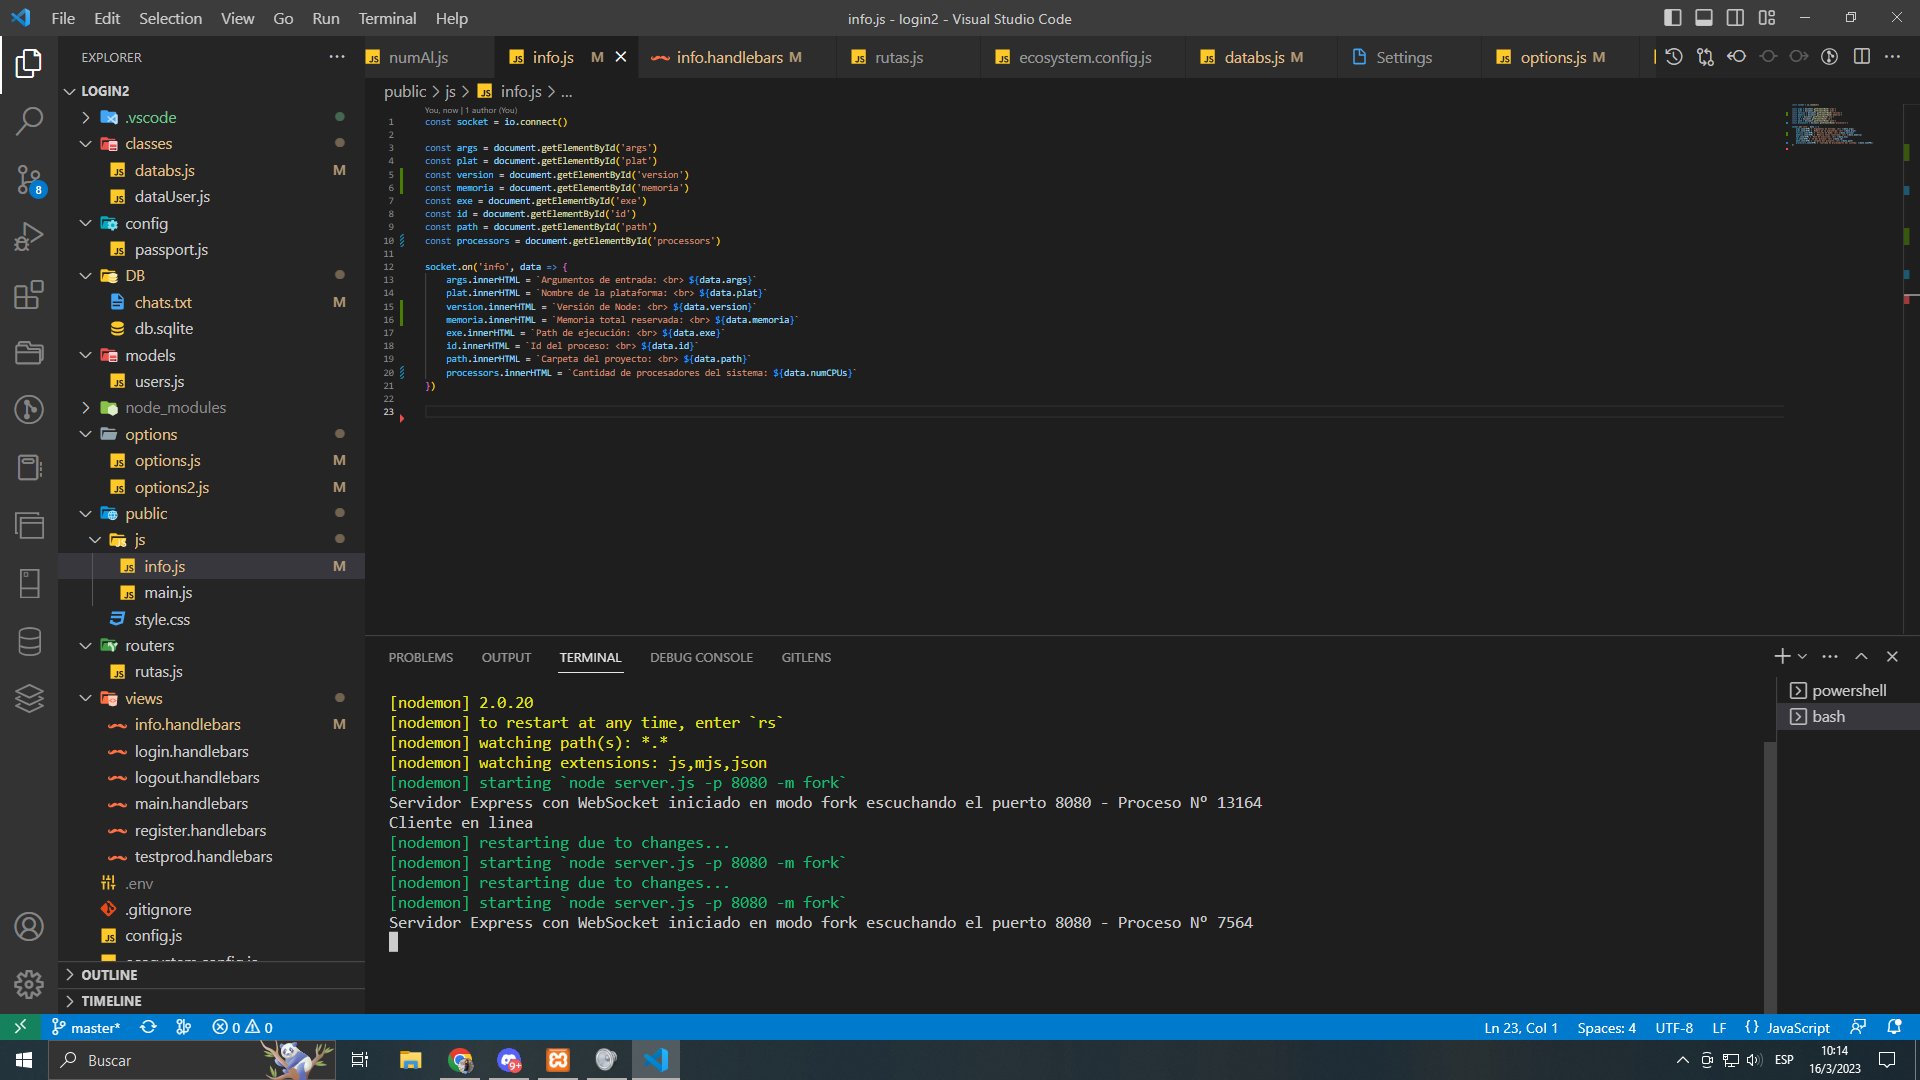 File Edit Selection View Go Run Terminal Help
info.js - login2 - Visual Studio Code
EXPLORER
numAl.js
info.js M
info.handlebars M
rutas.js
ecosystem.config.js
databs.js M
Settings
options.js M
LOGIN2
.vscode
classes
databs.js M
dataUser.js
config
passport.js
DB
chats.txt M
db.sqlite
models
users.js
node_modules
options
options.js M
options2.js M
public
js
info.js M
main.js
style.css
routers
rutas.js
views
info.handlebars M
login.handlebars
logout.handlebars
main.handlebars
register.handlebars
testprod.handlebars
.env
.gitignore
config.js
ecosystem.config.js
OUTLINE
TIMELINE
8
public > js > info.js > ...
You, now | 1 author (You)
1 const socket = io.connect()
2
3 const args = document.getElementById('args')
4 const plat = document.getElementById('plat')
5 const version = document.getElementById('version')
6 const memoria = document.getElementById('memoria')
7 const exe = document.getElementById('exe')
8 const id = document.getElementById('id')
9 const path = document.getElementById('path')
10 const processors = document.getElementById('processors')
11
12 socket.on('info', data => {
13 args.innerHTML = `Argumentos de entrada: <br> ${data.args}`
14 plat.innerHTML = `Nombre de la plataforma: <br> ${data.plat}`
15 version.innerHTML = `Versión de Node: <br> ${data.version}`
16 memoria.innerHTML = `Memoria total reservada: <br> ${data.memoria}`
17 exe.innerHTML = `Path de ejecución: <br> ${data.exe}`
18 id.innerHTML = `Id del proceso: <br> ${data.id}`
19 path.innerHTML = `Carpeta del proyecto: <br> ${data.path}`
20 processors.innerHTML = `Cantidad de procesadores del sistema: ${data.numCPUs}`
21 })
22
23
PROBLEMS OUTPUT TERMINAL DEBUG CONSOLE GITLENS
powershell
bash
[nodemon] 2.0.20
[nodemon] to restart at any time, enter `rs`
[nodemon] watching path(s): *.*
[nodemon] watching extensions: js,mjs,json
[nodemon] starting `node server.js -p 8080 -m fork`
Servidor Express con WebSocket iniciado en modo fork escuchando el puerto 8080 - Proceso Nº 13164
Cliente en linea
[nodemon] restarting due to changes...
[nodemon] starting `node server.js -p 8080 -m fork`
[nodemon] restarting due to changes...
[nodemon] starting `node server.js -p 8080 -m fork`
Servidor Express con WebSocket iniciado en modo fork escuchando el puerto 8080 - Proceso Nº 7564
master* 0 0
Ln 23, Col 1 Spaces: 4 UTF-8 LF {} JavaScript
Buscar
9+
ESP
10:14
16/3/2023